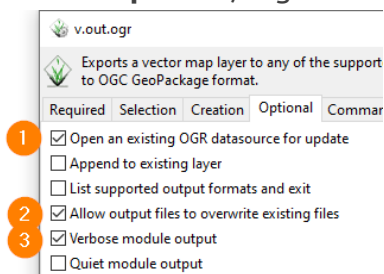 v.out.ogr
Exports a vector map layer to any of the support
to OGC GeoPackage format.
Required Selection Creation Optional Comman
1 Open an existing OGR datasource for update
Append to existing layer
List supported output formats and exit
2 Allow output files to overwrite existing files
3 Verbose module output
Quiet module output